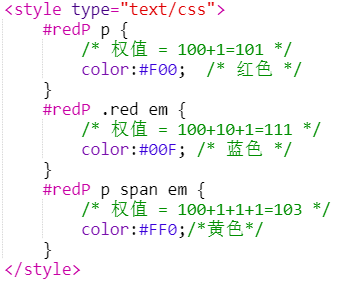 <style type="text/css">
#redP p {
/* 权值 = 100+1=101 */
color:#F00; /* 红色 */
}
#redP .red em {
/* 权值 = 100+10+1=111 */
color:#00F; /* 蓝色 */
}
#redP p span em {
/* 权值 = 100+1+1+1=103 */
color:#FF0;/*黄色*/
}
</style>